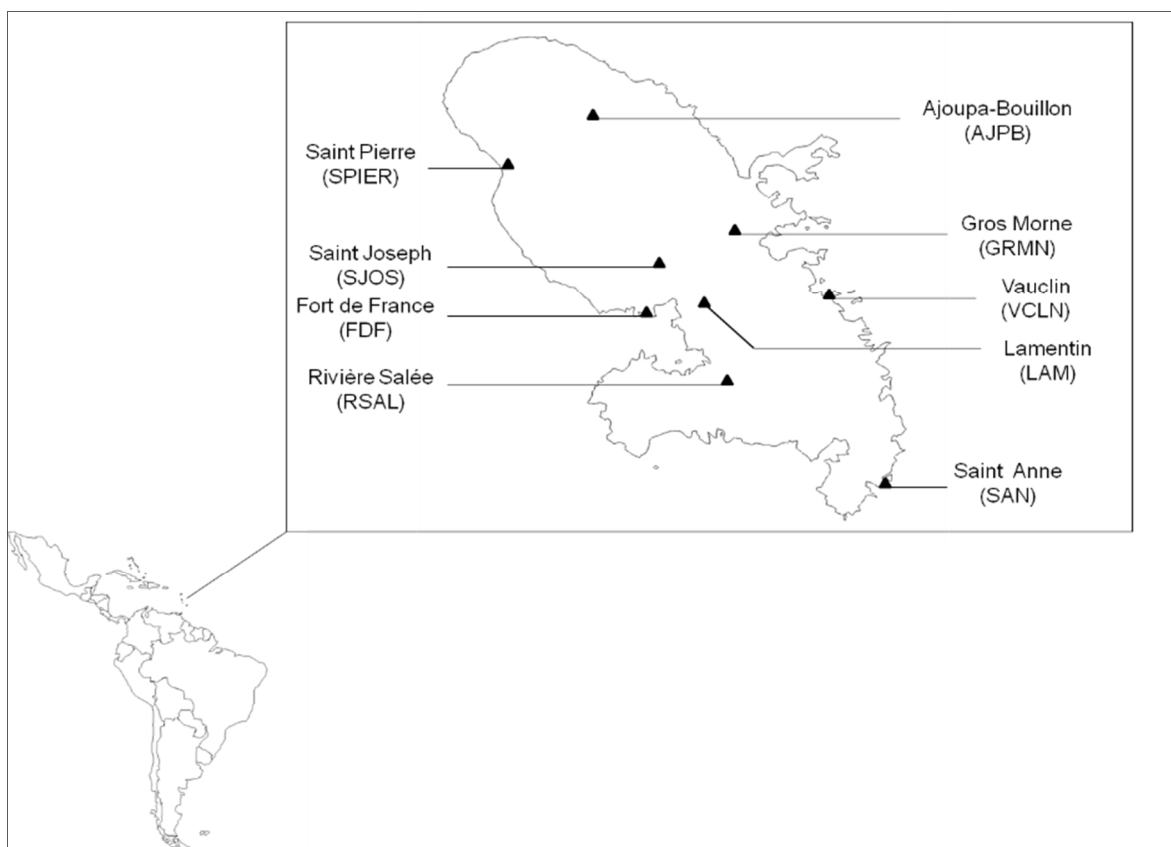 Ajoupa-Bouillon
(AJPB)
Saint Pierre
(SPIER)
Gros Morne
(GRMN)
Saint Joseph
(SJOS)
Vauclin
(VCLN)
Fort de France
(FDF)
Lamentin
(LAM)
Rivière Salée
(RSAL)
Saint Anne
(SAN)